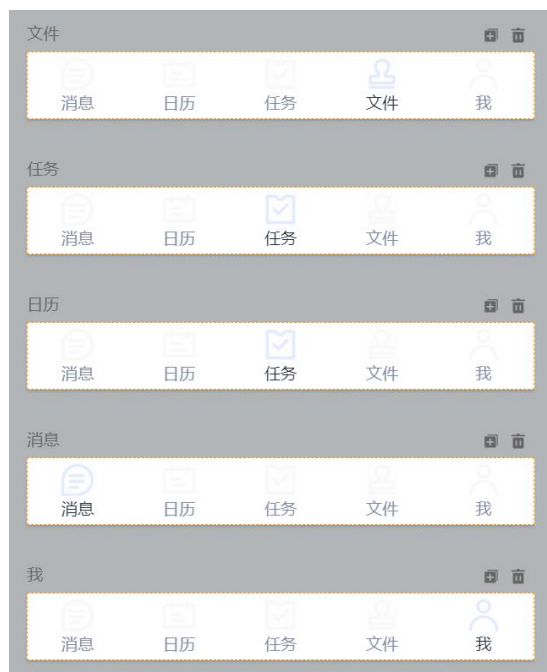 文件
消息 日历 任务 文件 我
任务
消息 日历 任务 文件 我
日历
消息 日历 任务 文件 我
消息
消息 日历 任务 文件 我
我
消息 日历 任务 文件 我